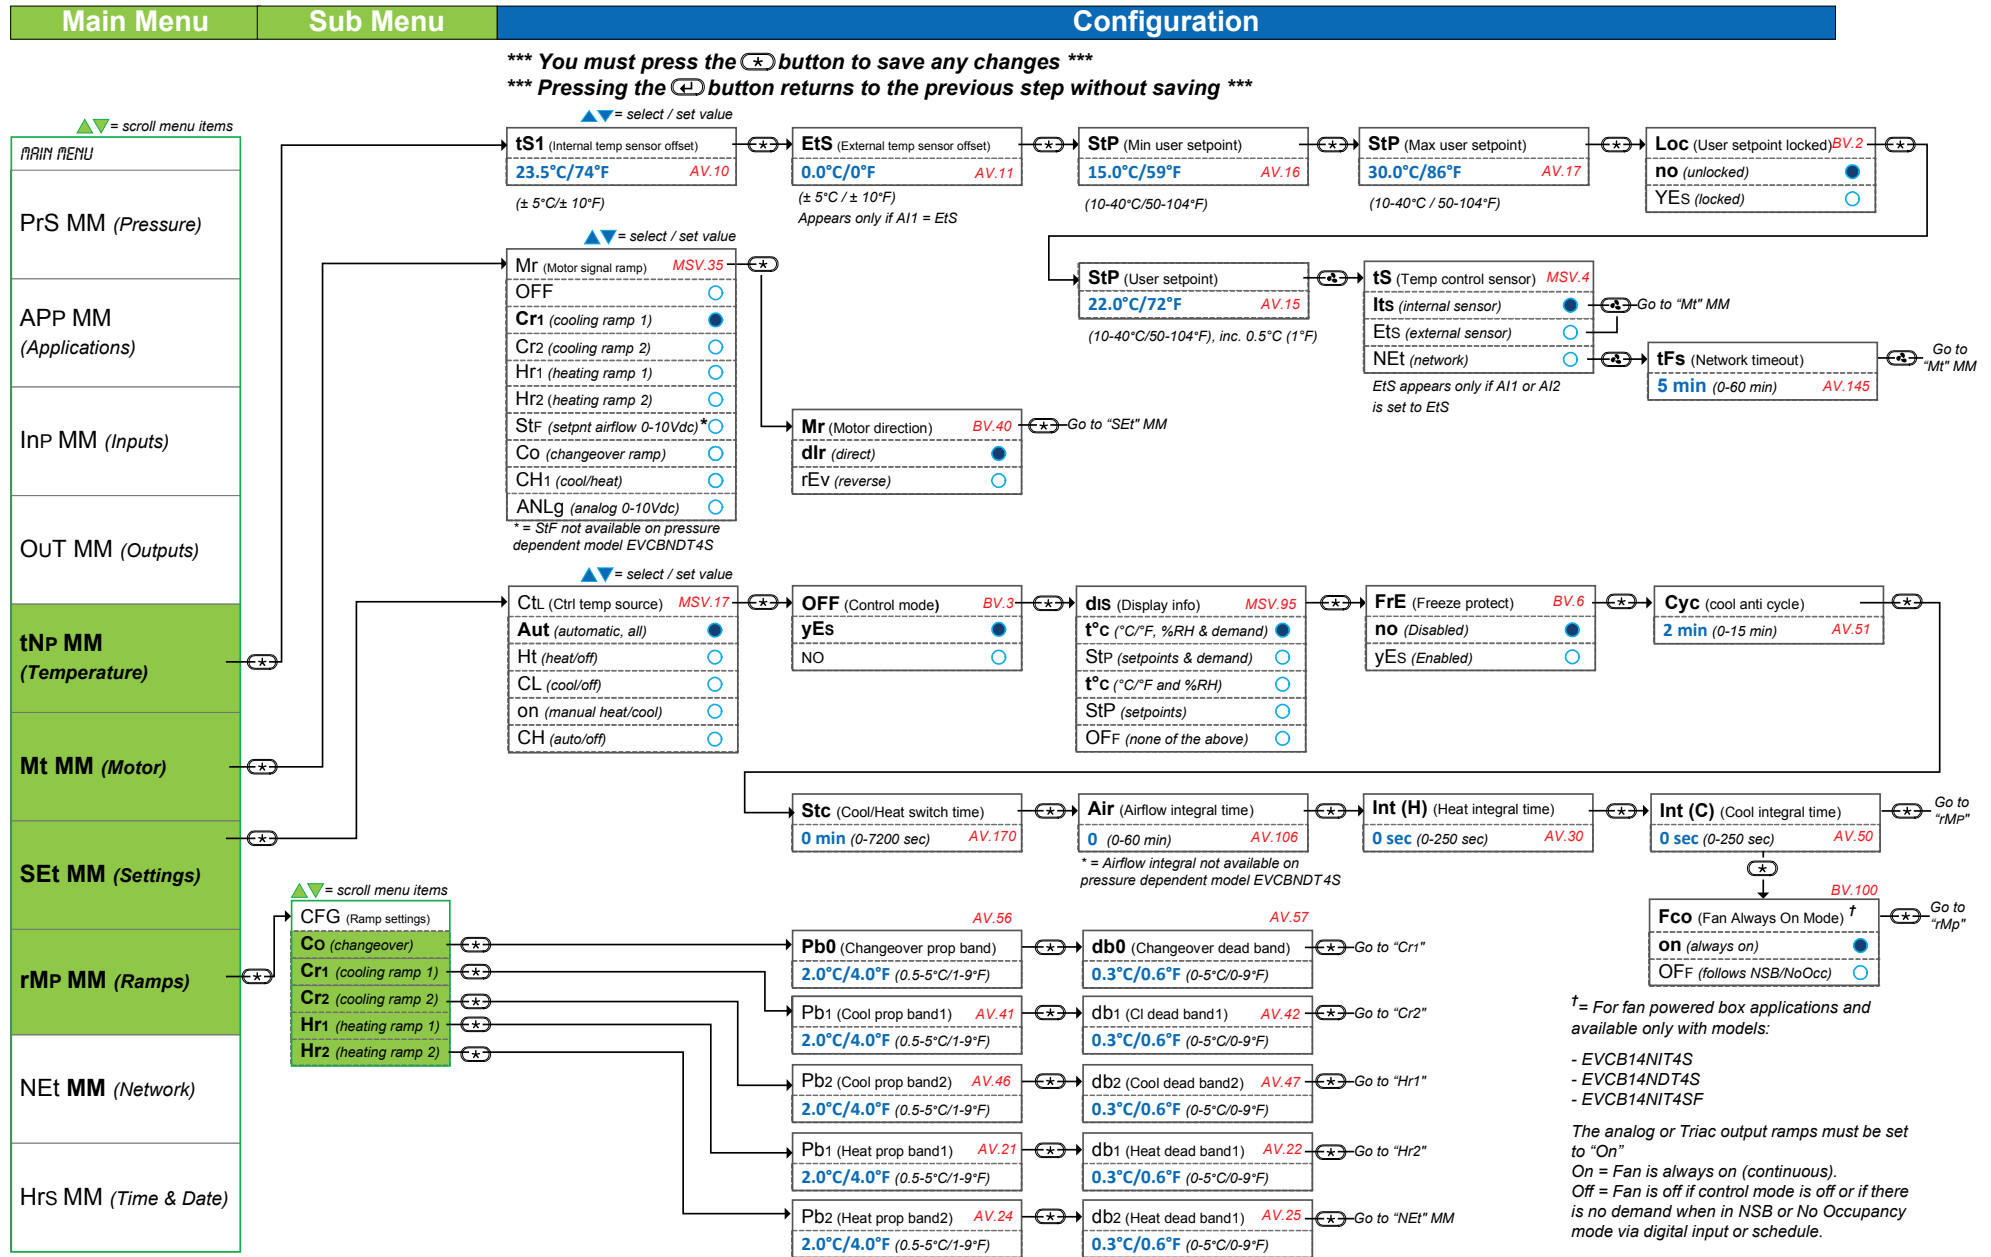 Main Menu
Sub Menu
Configuration
*** You must press the * button to save any changes ***
*** Pressing the ↵ button returns to the previous step without saving ***
▲▼= scroll menu items
MAIN MENU
PrS MM (Pressure)
APP MM
(Applications)
InP MM (Inputs)
OuT MM (Outputs)
tNP MM
(Temperature)
Mt MM (Motor)
SEt MM (Settings)
rMP MM (Ramps)
NEt MM (Network)
HrS MM (Time & Date)
▲▼= select / set value
tS1 (Internal temp sensor offset)
23.5°C/74°F AV.10
(± 5°C/± 10°F)
EtS (External temp sensor offset)
0.0°C/0°F AV.11
(± 5°C / ± 10°F)
Appears only if AI1 = EtS
StP (Min user setpoint)
15.0°C/59°F AV.16
(10-40°C/50-104°F)
StP (Max user setpoint)
30.0°C/86°F AV.17
(10-40°C / 50-104°F)
Loc (User setpoint locked) BV.2
no (unlocked)
YEs (locked)
StP (User setpoint)
22.0°C/72°F AV.15
(10-40°C/50-104°F), inc. 0.5°C (1°F)
tS (Temp control sensor) MSV.4
Its (internal sensor)
Go to “Mt” MM
Ets (external sensor)
NEt (network)
EtS appears only if AI1 or AI2
is set to EtS
tFs (Network timeout)
5 min (0-60 min) AV.145
Go to
“Mt” MM
▲▼= select / set value
Mr (Motor signal ramp) MSV.35
OFF
Cr1 (cooling ramp 1)
Cr2 (cooling ramp 2)
Hr1 (heating ramp 1)
Hr2 (heating ramp 2)
StF (setpnt airflow 0-10Vdc)*
Co (changeover ramp)
CH1 (cool/heat)
ANLg (analog 0-10Vdc)
* = StF not available on pressure
dependent model EVCBNDT4S
Mr (Motor direction) BV.40
dIr (direct)
rEv (reverse)
Go to “SEt” MM
▲▼= select / set value
CtL (Ctrl temp source) MSV.17
Aut (automatic, all)
Ht (heat/off)
CL (cool/off)
on (manual heat/cool)
CH (auto/off)
OFF (Control mode) BV.3
yEs
NO
dIS (Display info) MSV.95
t°c (°C/°F, %RH & demand)
StP (setpoints & demand)
t°c (°C/°F and %RH)
StP (setpoints)
OFF (none of the above)
FrE (Freeze protect) BV.6
no (Disabled)
yEs (Enabled)
Cyc (cool anti cycle)
2 min (0-15 min) AV.51
Stc (Cool/Heat switch time)
0 min (0-7200 sec) AV.170
Air (Airflow integral time)
0 (0-60 min) AV.106
* = Airflow integral not available on
pressure dependent model EVCBNDT4S
Int (H) (Heat integral time)
0 sec (0-250 sec) AV.30
Int (C) (Cool integral time)
0 sec (0-250 sec) AV.50
Go to
“rMP”
BV.100
Fco (Fan Always On Mode) †
on (always on)
OFF (follows NSB/NoOcc)
Go to
“rMp"
▲▼= scroll menu items
CFG (Ramp settings)
Co (changeover)
Cr1 (cooling ramp 1)
Cr2 (cooling ramp 2)
Hr1 (heating ramp 1)
Hr2 (heating ramp 2)
AV.56
Pb0 (Changeover prop band)
2.0°C/4.0°F (0.5-5°C/1-9°F)
AV.57
db0 (Changeover dead band)
0.3°C/0.6°F (0-5°C/0-9°F)
Go to “Cr1"
Pb1 (Cool prop band1) AV.41
2.0°C/4.0°F (0.5-5°C/1-9°F)
db1 (Cl dead band1) AV.42
0.3°C/0.6°F (0-5°C/0-9°F)
Go to “Cr2”
Pb2 (Cool prop band2) AV.46
2.0°C/4.0°F (0.5-5°C/1-9°F)
db2 (Cool dead band2) AV.47
0.3°C/0.6°F (0-5°C/0-9°F)
Go to “Hr1"
Pb1 (Heat prop band1) AV.21
2.0°C/4.0°F (0.5-5°C/1-9°F)
db1 (Heat dead band1) AV.22
0.3°C/0.6°F (0-5°C/0-9°F)
Go to “Hr2”
Pb2 (Heat prop band2) AV.24
2.0°C/4.0°F (0.5-5°C/1-9°F)
db2 (Heat dead band1) AV.25
0.3°C/0.6°F (0-5°C/0-9°F)
Go to “NEt" MM
†= For fan powered box applications and
available only with models:
- EVCB14NIT4S
- EVCB14NDT4S
- EVCB14NIT4SF
The analog or Triac output ramps must be set
to “On”
On = Fan is always on (continuous).
Off = Fan is off if control mode is off or if there
is no demand when in NSB or No Occupancy
mode via digital input or schedule.